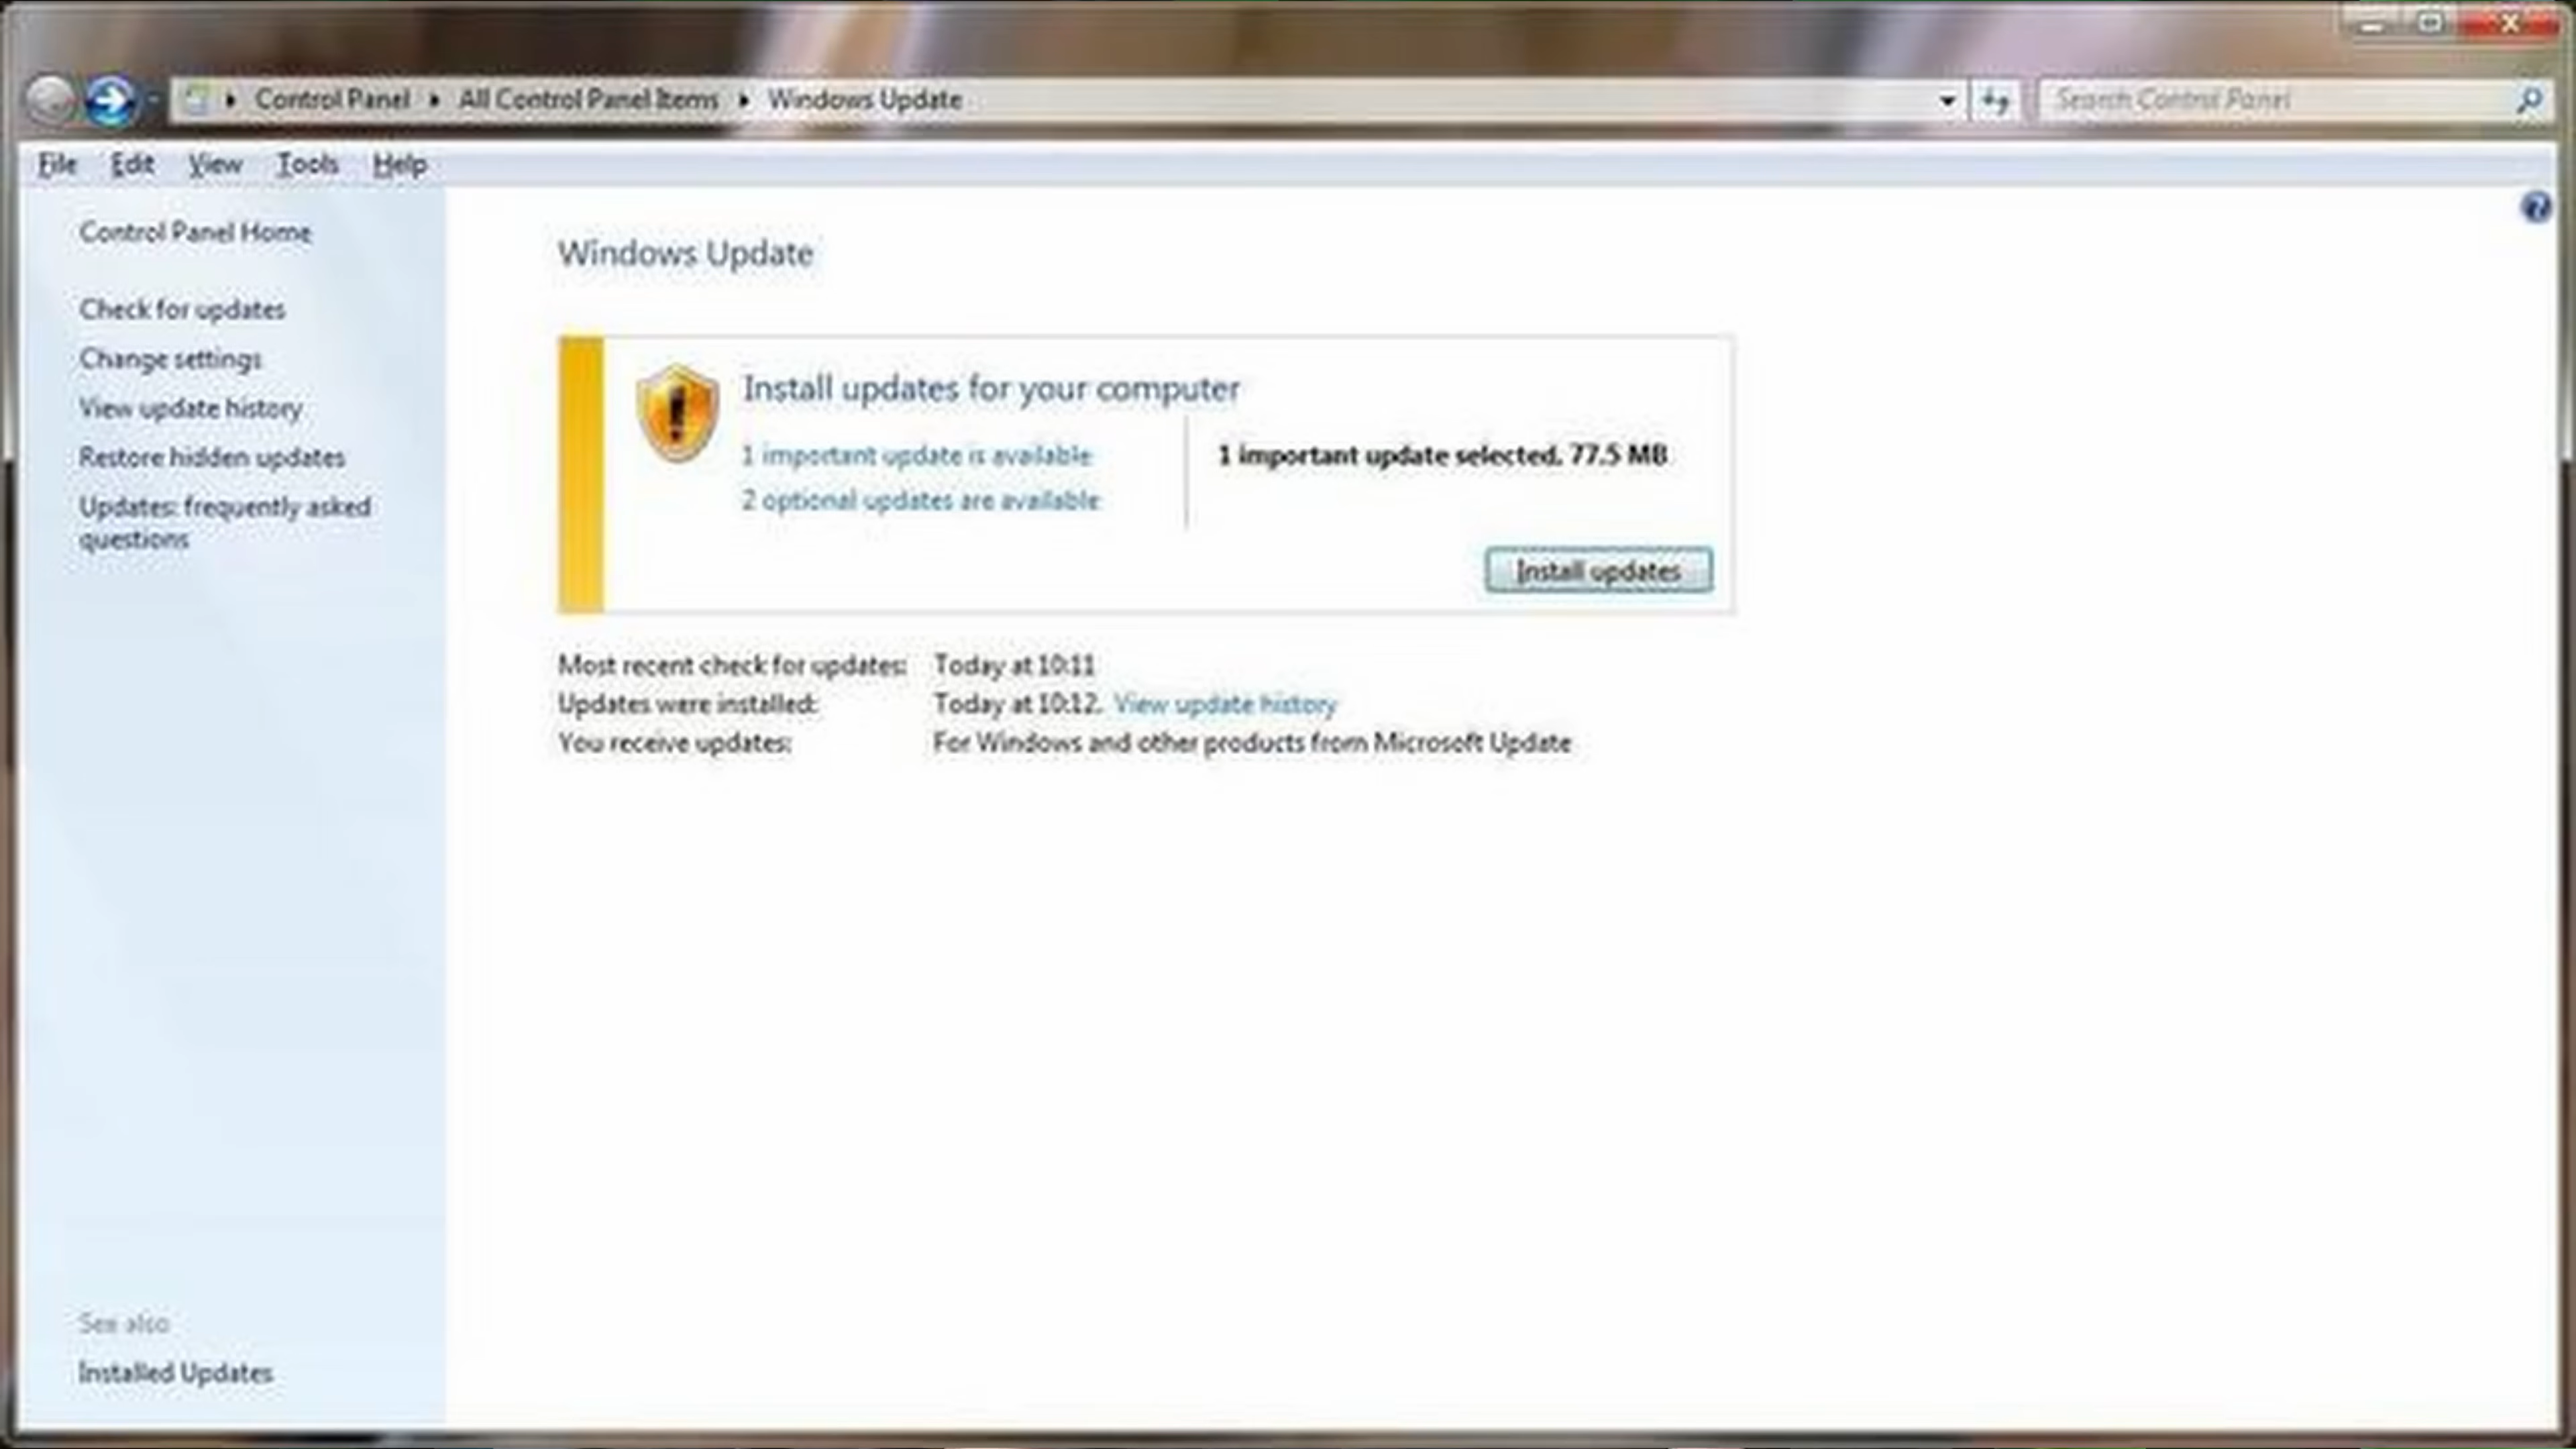 Control Panel ▸ All Control Panel Items ▸ Windows Update
Search Control Panel
File Edit View Tools Help
Control Panel Home
Check for updates
Change settings
View update history
Restore hidden updates
Updates: frequently asked
questions
See also
Installed Updates
Windows Update
Install updates for your computer
1 important update is available
2 optional updates are available
1 important update selected, 77.5 MB
Install updates
Most recent check for updates: Today at 10:11
Updates were installed: Today at 10:12. View update history
You receive updates: For Windows and other products from Microsoft Update